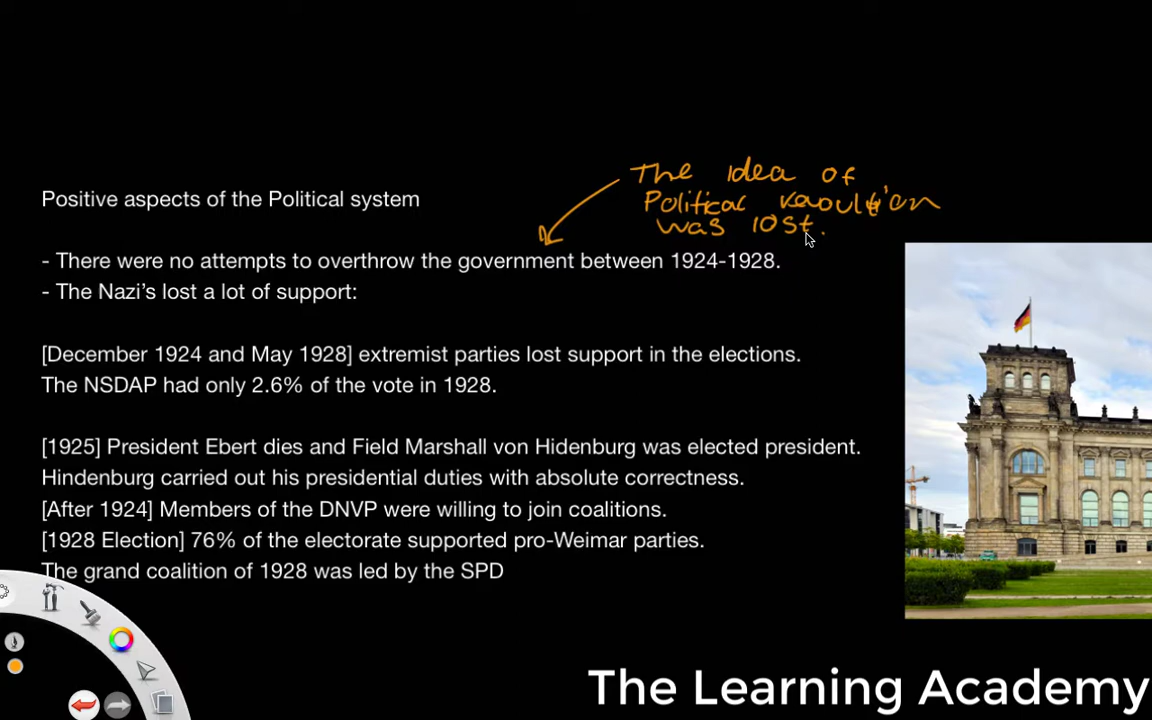 The idea of
Political
was lost.
Positive aspects of the Political system
- There were no attempts to overthrow the government between 1924-1928.
- The Nazi's lost a lot of support:
[December 1924 and May 1928] extremist parties lost support in the elections.
The NSDAP had only 2.6% of the vote in 1928.
[1925] President Ebert dies and Field Marshall von Hidenburg was elected president.
Hindenburg carried out his presidential duties with absolute correctness.
[After 1924] Members of the DNVP were willing to join coalitions.
[1928 Election] 76% of the electorate supported pro-Weimar parties.
The grand coalition of 1928 was led by the SPD
The Learning Academy